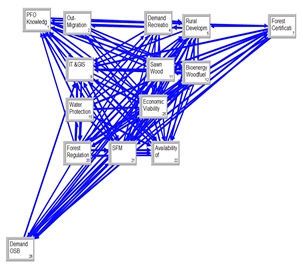 PFO
Knowledg
Out-
Migration
Demand
Recreatio
Rural
Developm
Forest
Certificati
IT &GIS
Sawn
Wood
Bioenergy
Woodfuel
Water
Protection
Economic
Viability
Forest
Regulation
SFM
Availability
of
Demand
OSB